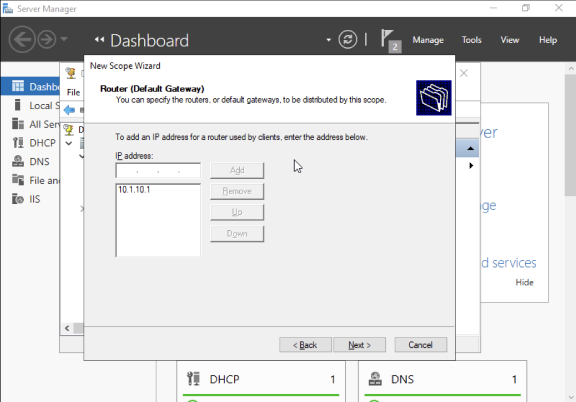 Server Manager
Dashboard
2
Manage
Tools
View
Help
New Scope Wizard
Router (Default Gateway)
You can specify the routers, or default gateways, to be distributed by this scope.
To add an IP address for a router used by clients, enter the address below.
IP address:
. . .
Add
10.1.10.1
Remove
Up
Down
< Back
Next >
Cancel
Dashb
Local S
All Ser
DHCP
DNS
File an
IIS
File
D
ver
ge
d services
Hide
DHCP 1
DNS 1